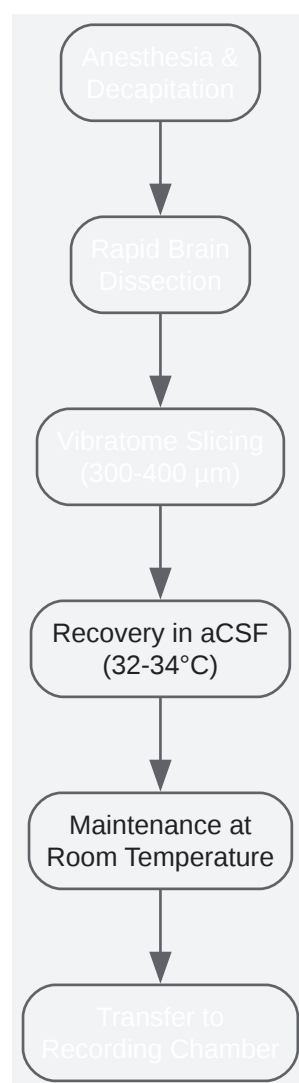 Anesthesia &
Decapitation
Rapid Brain
Dissection
Vibratome Slicing
(300-400 µm)
Recovery in aCSF
(32-34°C)
Maintenance at
Room Temperature
Transfer to
Recording Chamber